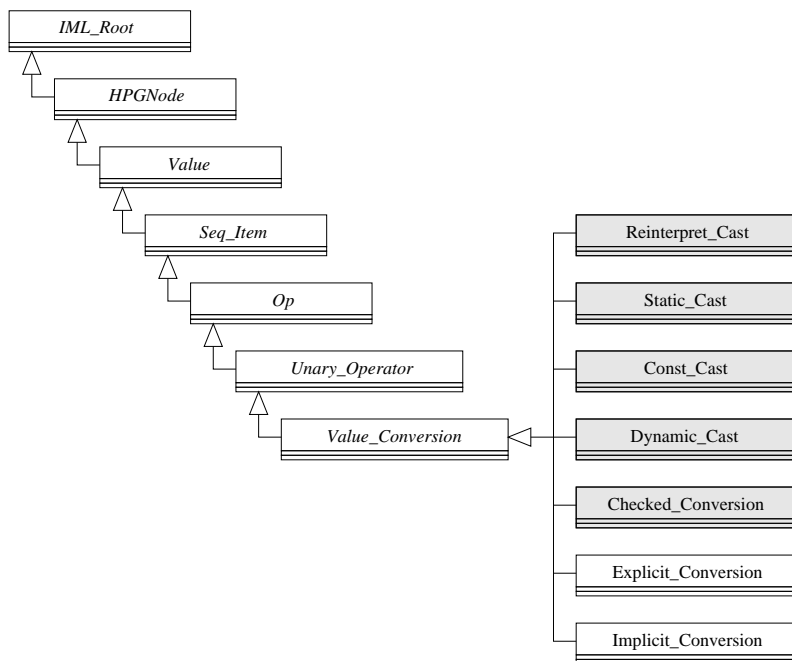 IML_Root
HPGNode
Value
Seq_Item
Op
Unary_Operator
Value_Conversion
Reinterpret_Cast
Static_Cast
Const_Cast
Dynamic_Cast
Checked_Conversion
Explicit_Conversion
Implicit_Conversion